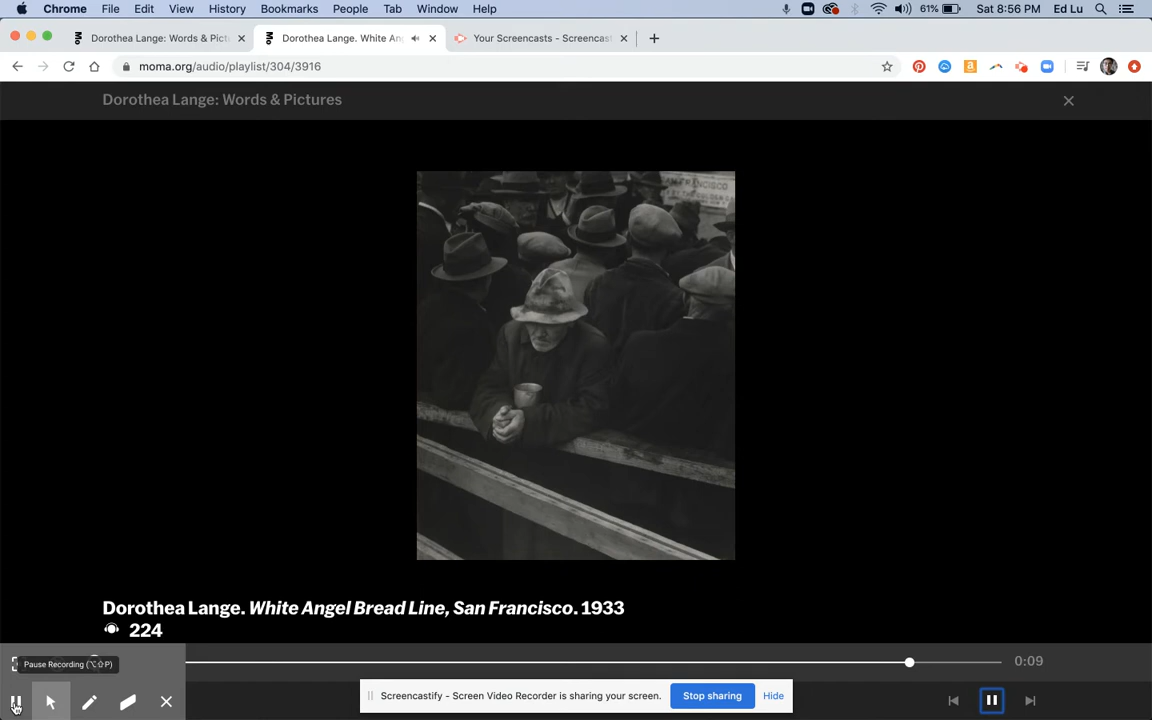 Chrome File Edit View History Bookmarks People Tab Window Help 61% Sat 8:56 PM Ed Lu
Dorothea Lange: Words & Pict
Dorothea Lange. White An
Your Screencasts - Screencast
moma.org/audio/playlist/304/3916
Dorothea Lange: Words & Pictures
FRANCISCO
Dorothea Lange. White Angel Bread Line, San Francisco. 1933
224
Pause Recording (⌥⇧P)
0:09
Screencastify - Screen Video Recorder is sharing your screen. Stop sharing Hide